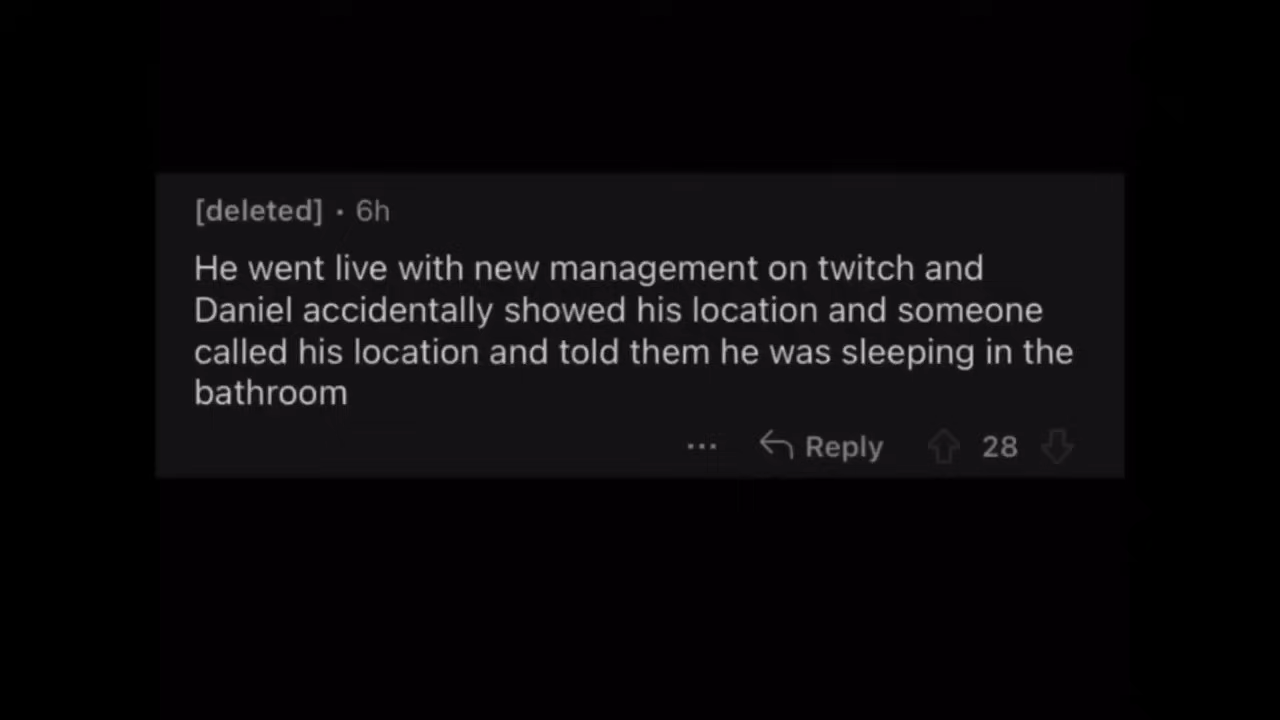 [deleted] · 6h
He went live with new management on twitch and
Daniel accidentally showed his location and someone
called his location and told them he was sleeping in the
bathroom
... Reply 28